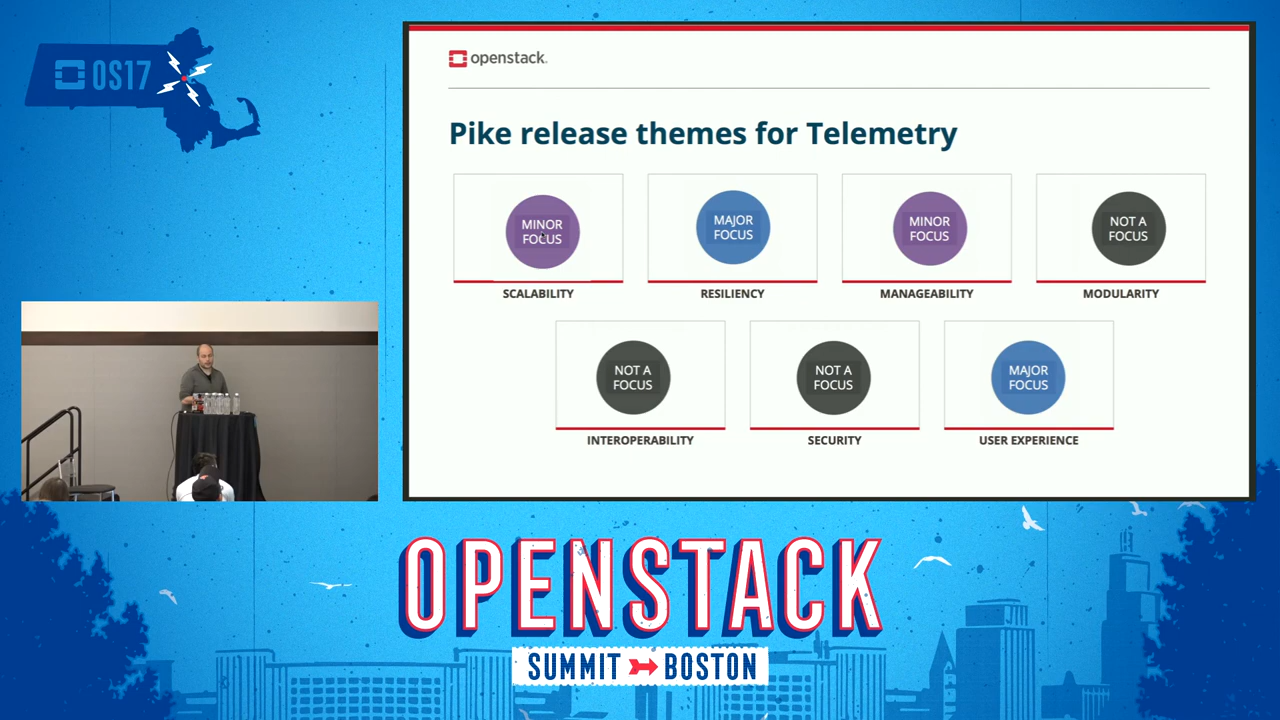 OS17
openstack.
Pike release themes for Telemetry
MINOR
FOCUS
MAJOR
FOCUS
MINOR
FOCUS
NOT A
FOCUS
SCALABILITY
RESILIENCY
MANAGEABILITY
MODULARITY
NOT A
FOCUS
NOT A
FOCUS
MAJOR
FOCUS
INTEROPERABILITY
SECURITY
USER EXPERIENCE
OPENSTACK
SUMMIT BOSTON